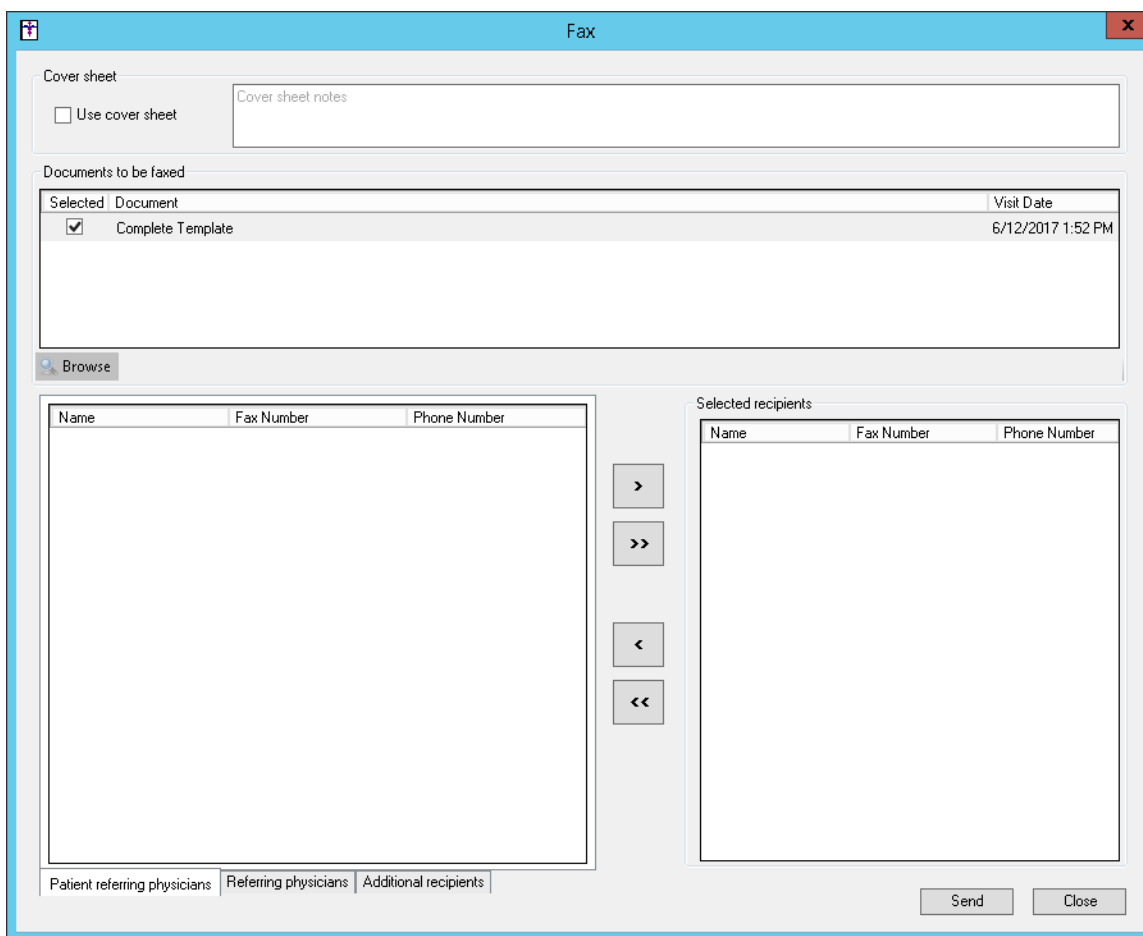 Fax
x
Cover sheet
Use cover sheet
Cover sheet notes
Documents to be faxed
Selected Document Visit Date
Complete Template 6/12/2017 1:52 PM
Browse
Name Fax Number Phone Number
Selected recipients
Name Fax Number Phone Number
>
>>
<
<<
Patient referring physicians Referring physicians Additional recipients
Send Close